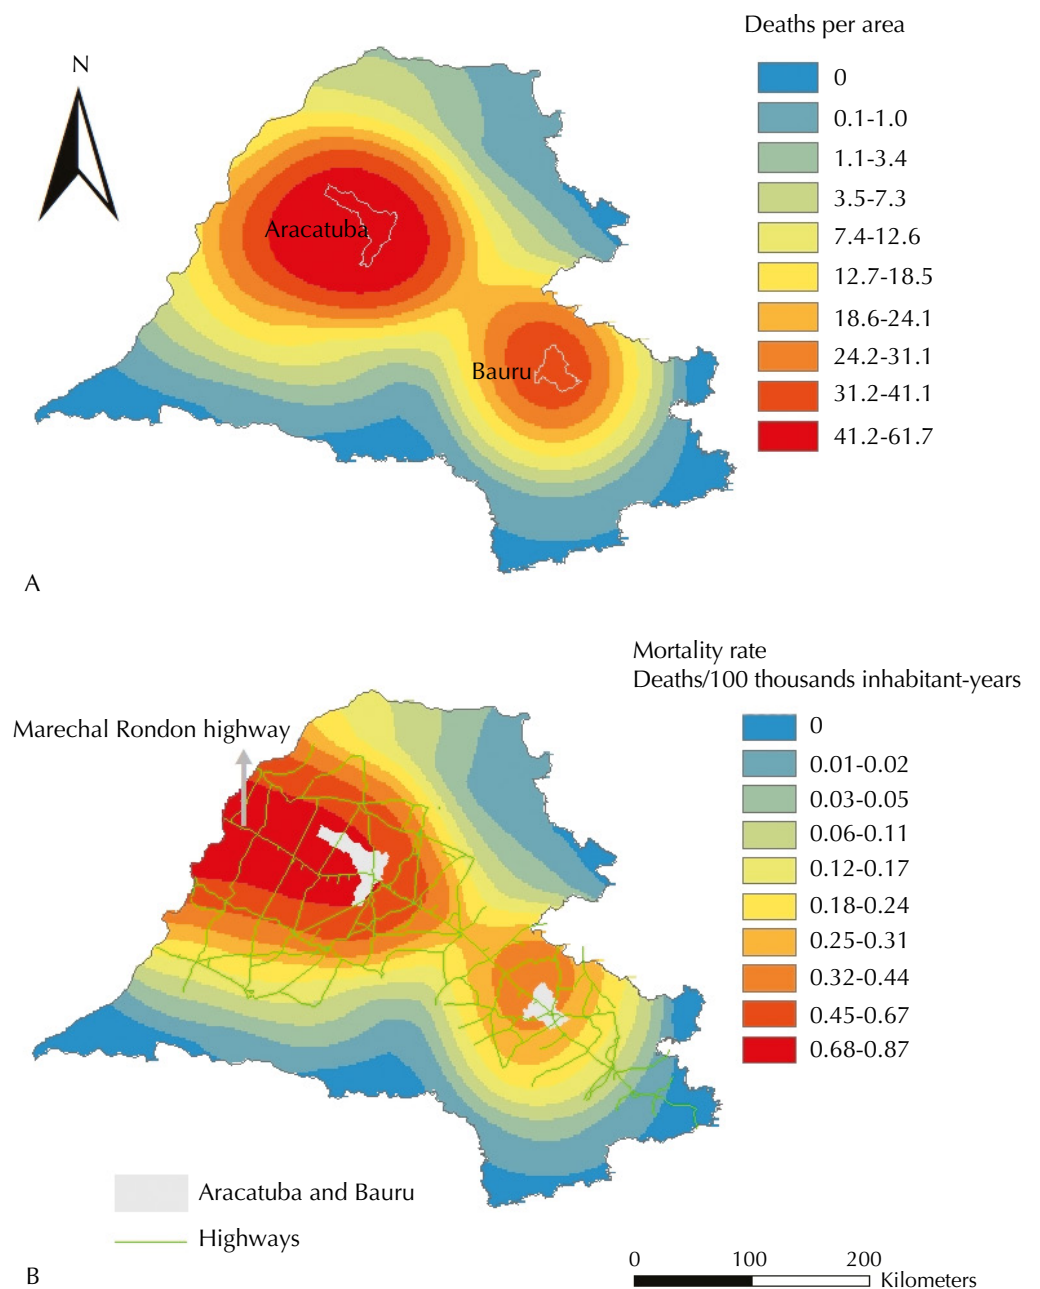 Deaths per area
N
0
0.1-1.0
1.1-3.4
3.5-7.3
7.4-12.6
12.7-18.5
18.6-24.1
24.2-31.1
31.2-41.1
41.2-61.7
Aracatuba
Bauru
A
Mortality rate
Deaths/100 thousands inhabitant-years
Marechal Rondon highway
0
0.01-0.02
0.03-0.05
0.06-0.11
0.12-0.17
0.18-0.24
0.25-0.31
0.32-0.44
0.45-0.67
0.68-0.87
Aracatuba and Bauru
Highways
0 100 200
Kilometers
B